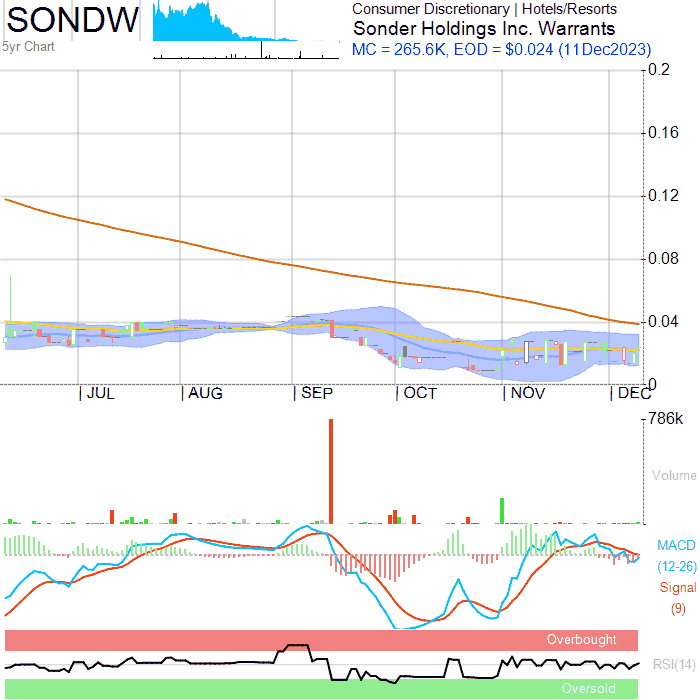 SONDW
5yr Chart
Consumer Discretionary | Hotels/Resorts
Sonder Holdings Inc. Warrants
MC = 265.6K, EOD = $0.024 (11Dec2023)
0.2
0.16
0.12
0.08
0.04
0
JUL AUG SEP OCT NOV DEC
786k
Volume
MACD
(12-26)
Signal
(9)
Overbought
RSI(14)
Oversold